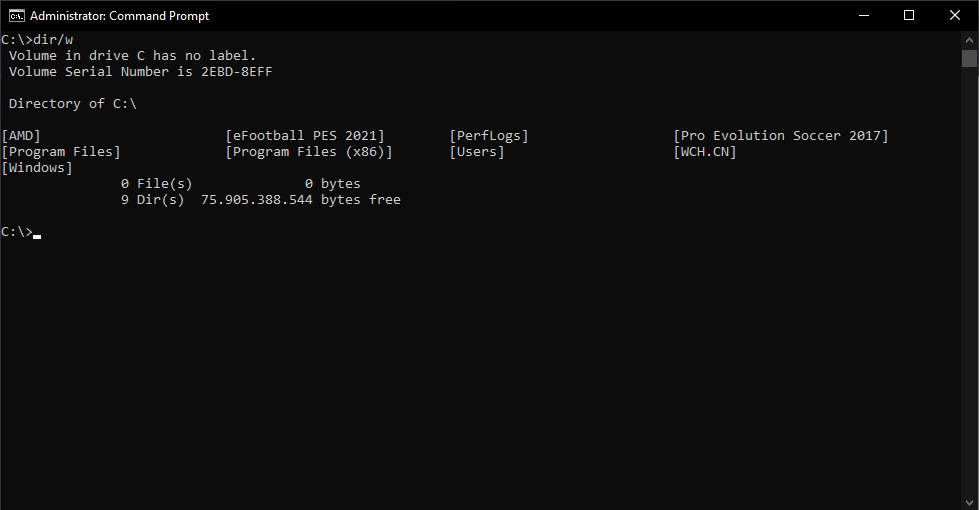 Administrator: Command Prompt
C:\>dir/w
 Volume in drive C has no label.
 Volume Serial Number is 2EBD-8EFF

 Directory of C:\

[AMD]                       [eFootball PES 2021]        [PerfLogs]                  [Pro Evolution Soccer 2017]
[Program Files]             [Program Files (x86)]       [Users]                     [WCH.CN]
[Windows]
               0 File(s)              0 bytes
               9 Dir(s)  75.905.388.544 bytes free

C:\>